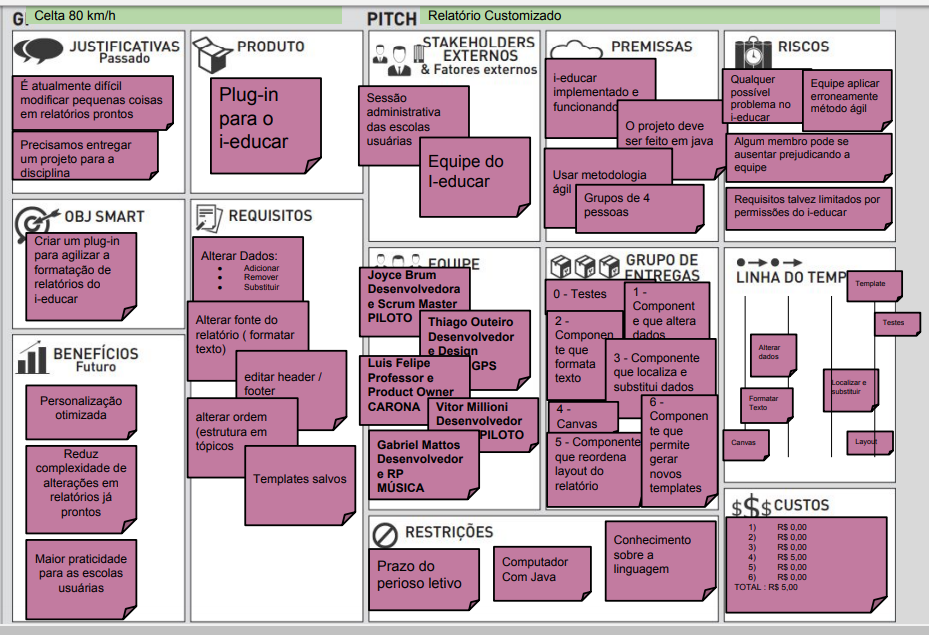 G
Celta 80 km/h
PITCH
Relatório Customizado
JUSTIFICATIVAS
Passado
É atualmente difícil
modificar pequenas coisas
em relatórios prontos
Precisamos entregar
um projeto para a
disciplina
PRODUTO
Plug-in
para o
i-educar
STAKEHOLDERS
EXTERNOS
& Fatores externos
Sessão
administrativa
das escolas
usuárias
Equipe do
I-educar
PREMISSAS
i-educar
implementado e
funcionando
O projeto deve
ser feito em java
Usar metodologia
ágil
Grupos de 4
pessoas
RISCOS
Qualquer
possível
problema no
i-educar
Equipe aplicar
erroneamente
método ágil
Algum membro pode se
ausentar prejudicando a
equipe
Requisitos talvez limitados por
permissões do i-educar
OBJ SMART
Criar um plug-in
para agilizar a
formatação de
relatórios do
i-educar
REQUISITOS
Alterar Dados:
• Adicionar
• Remover
• Substituir
Alterar fonte do
relatório ( formatar
texto)
editar header /
footer
alterar ordem
(estrutura em
tópicos
Templates salvos
BENEFÍCIOS
Futuro
Personalização
otimizada
Reduz
complexidade de
alterações em
relatórios já
prontos
Maior praticidade
para as escolas
usuárias
EQUIPE
Joyce Brum
Desenvolvedora
e Scrum Master
PILOTO
Thiago Outeiro
Desenvolvedor
e Design
GPS
Luis Felipe
Professor e
Product Owner
CARONA
Vitor Millioni
Desenvolvedor
PILOTO
Gabriel Mattos
Desenvolvedor
e RP
MÚSICA
GRUPO DE
ENTREGAS
0 - Testes
1 -
Component
e que altera
dados
2 -
Componen
te que
formata
texto
3 - Componente
que localiza e
substitui dados
4 -
Canvas
5 - Componente
que reordena
layout do
relatório
6 -
Componen
te que
permite
gerar
novos
templates
LINHA DO TEMP
Template
Testes
Alterar
dados
Localizar e
substituir
Formatar
Texto
Canvas
Layout
RESTRIÇÕES
Prazo do
perioso letivo
Computador
Com Java
Conhecimento
sobre a
linguagem
$$$ CUSTOS
1) R$ 0,00
2) R$ 0,00
3) R$ 0,00
4) R$ 5,00
5) R$ 0,00
6) R$ 0,00
TOTAL : R$ 5,00